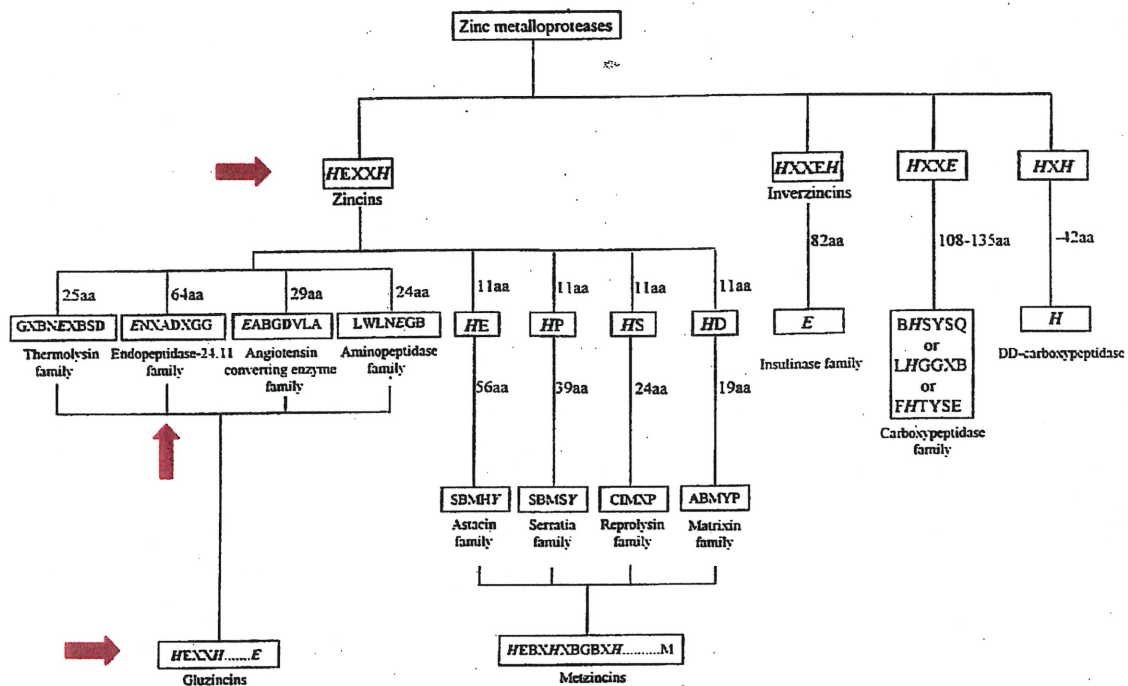 Zinc metalloproteases
HEXXH
Zincins
HXXEH
Inverzincins
HXXE
HXH
82aa
108-135aa
~42aa
25aa
64aa
29aa
24aa
11aa
11aa
11aa
11aa
GXBNEXBSD
ENXADXGG
EABGDVLA
LWLNEGB
HE
HP
HS
HD
E
BHSYSQ
or
LHGGXB
or
FHTYSE
H
Thermolysin
family
Endopeptidase-24.11
family
Angiotensin
converting enzyme
family
Aminopeptidase
family
Insulinase family
DD-carboxypeptidase
Carboxypeptidase
family
56aa
39aa
24aa
19aa
SBMHY
SBMSY
CIMXP
ABMYP
Astacin
family
Serratia
family
Reprolysin
family
Matrixin
family
HEXXH.......E
Gluzincins
HEBXHXBGBXH..........M
Metzincins